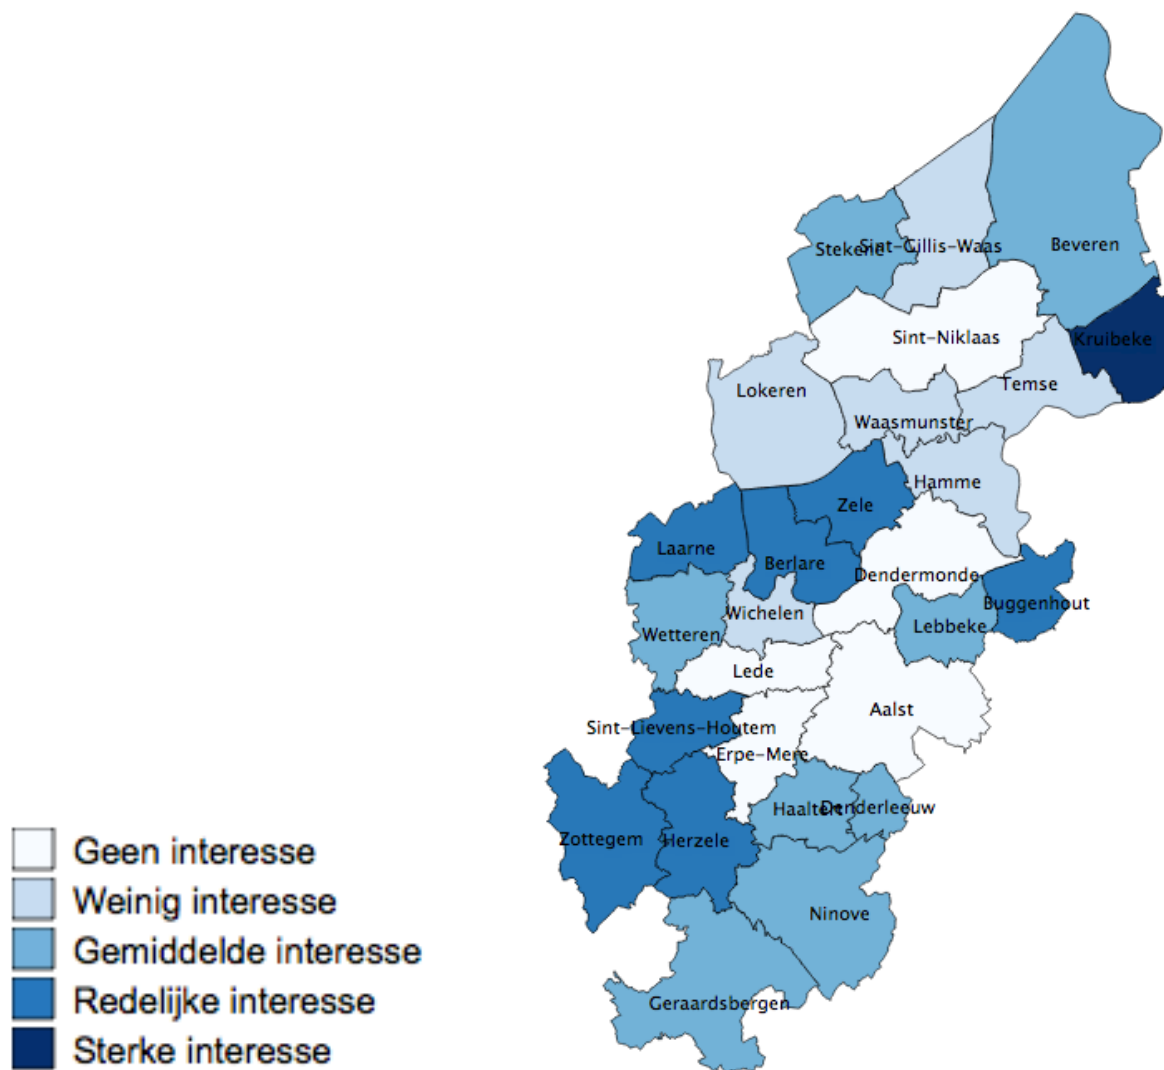 Beveren
Stekene
Sint-Gillis-Waas
Sint-Niklaas
Kruibeke
Lokeren
Temse
Waasmunster
Hamme
Zele
Laarne
Berlare
Dendermonde
Buggenhout
Wichelen
Lebbeke
Wetteren
Lede
Aalst
Sint-Lievens-Houtem
Erpe-Mere
Haaltert
Denderleeuw
Zottegem
Herzele
Ninove
Geraardsbergen
Geen interesse
Weinig interesse
Gemiddelde interesse
Redelijke interesse
Sterke interesse